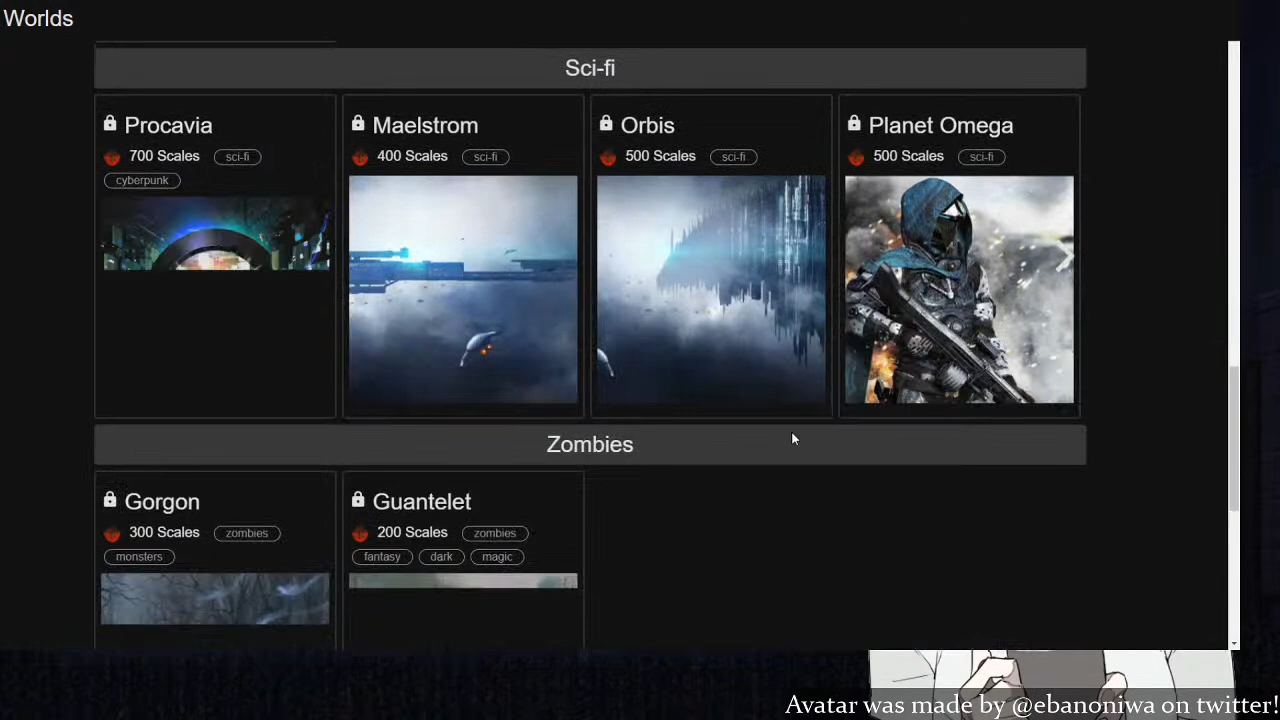 Worlds
Sci-fi
Procavia
700 Scales sci-fi
cyberpunk
Maelstrom
400 Scales sci-fi
Orbis
500 Scales sci-fi
Planet Omega
500 Scales sci-fi
Zombies
Gorgon
300 Scales zombies
monsters
Guantelet
200 Scales zombies
fantasy dark magic
Avatar was made by @ebanoniwa on twitter!